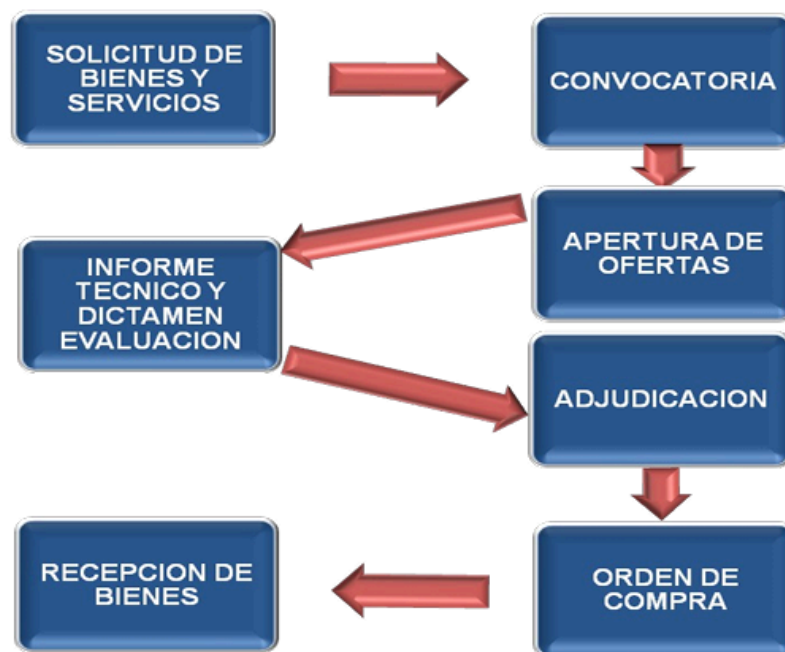 SOLICITUD DE
BIENES Y
SERVICIOS
CONVOCATORIA
APERTURA DE
OFERTAS
INFORME
TECNICO Y
DICTAMEN
EVALUACION
ADJUDICACION
ORDEN DE
COMPRA
RECEPCION DE
BIENES